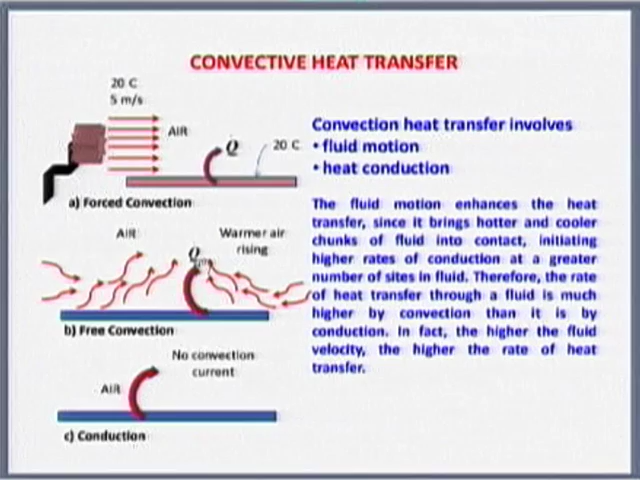 CONVECTIVE HEAT TRANSFER
20 C
5 m/s
AIR
Q
20 C
a) Forced Convection
AIR
Warmer air
rising
Q
b) Free Convection
No convection
current
AIR
c) Conduction
Convection heat transfer involves
• fluid motion
• heat conduction
The fluid motion enhances the heat
transfer, since it brings hotter and cooler
chunks of fluid into contact, initiating
higher rates of conduction at a greater
number of sites in fluid. Therefore, the rate
of heat transfer through a fluid is much
higher by convection than it is by
conduction. In fact, the higher the fluid
velocity, the higher the rate of heat
transfer.